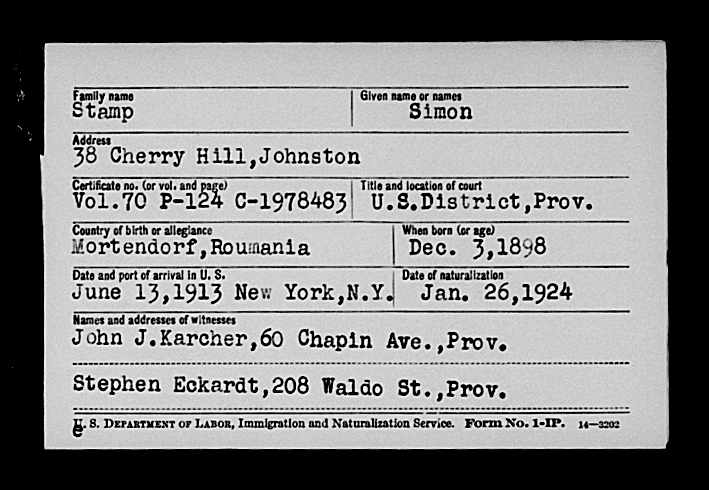 Family name Given name or names
Stamp Simon
Address
38 Cherry Hill,Johnston
Certificate no. (or vol. and page) Title and location of court
Vol.70 P-124 C-1978483 U.S.District,Prov.
Country of birth or allegiance When born (or age)
Mortendorf,Roumania Dec. 3,1898
Date and port of arrival in U. S. Date of naturalization
June 13,1913 New York,N.Y. Jan. 26,1924
Names and addresses of witnesses
John J.Karcher,60 Chapin Ave.,Prov.
Stephen Eckardt,208 Waldo St.,Prov.
U. S. Department of Labor, Immigration and Naturalization Service. Form No. 1-IP. 14—3202
e